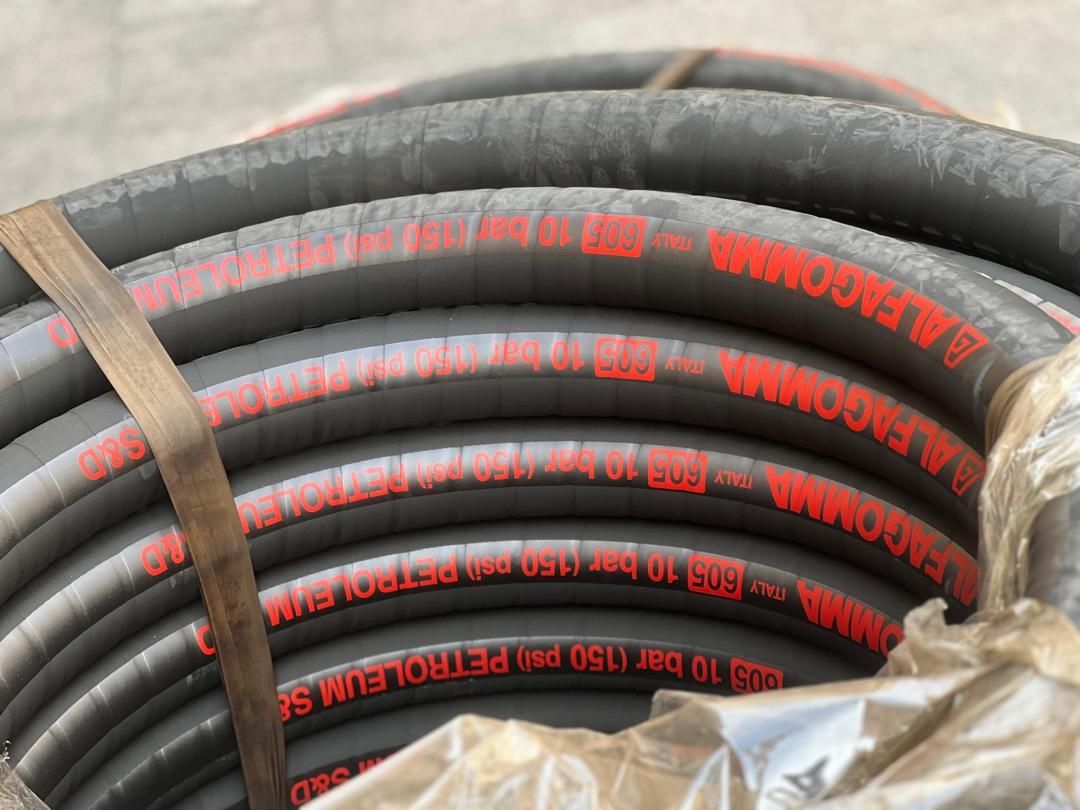 ALFAGOMMA ITALY 605 10 bar (150 psi) PETROLEUM
ALFAGOMMA ITALY 605 10 bar (150 psi) PETROLEUM S&D
ALFAGOMMA ITALY 605 10 bar (150 psi) PETROLEUM S&D
OMMA ITALY 605 10 bar (150 psi) PETROLEUM
605 10 bar (150 psi) PETROLEUM S&
M S&D